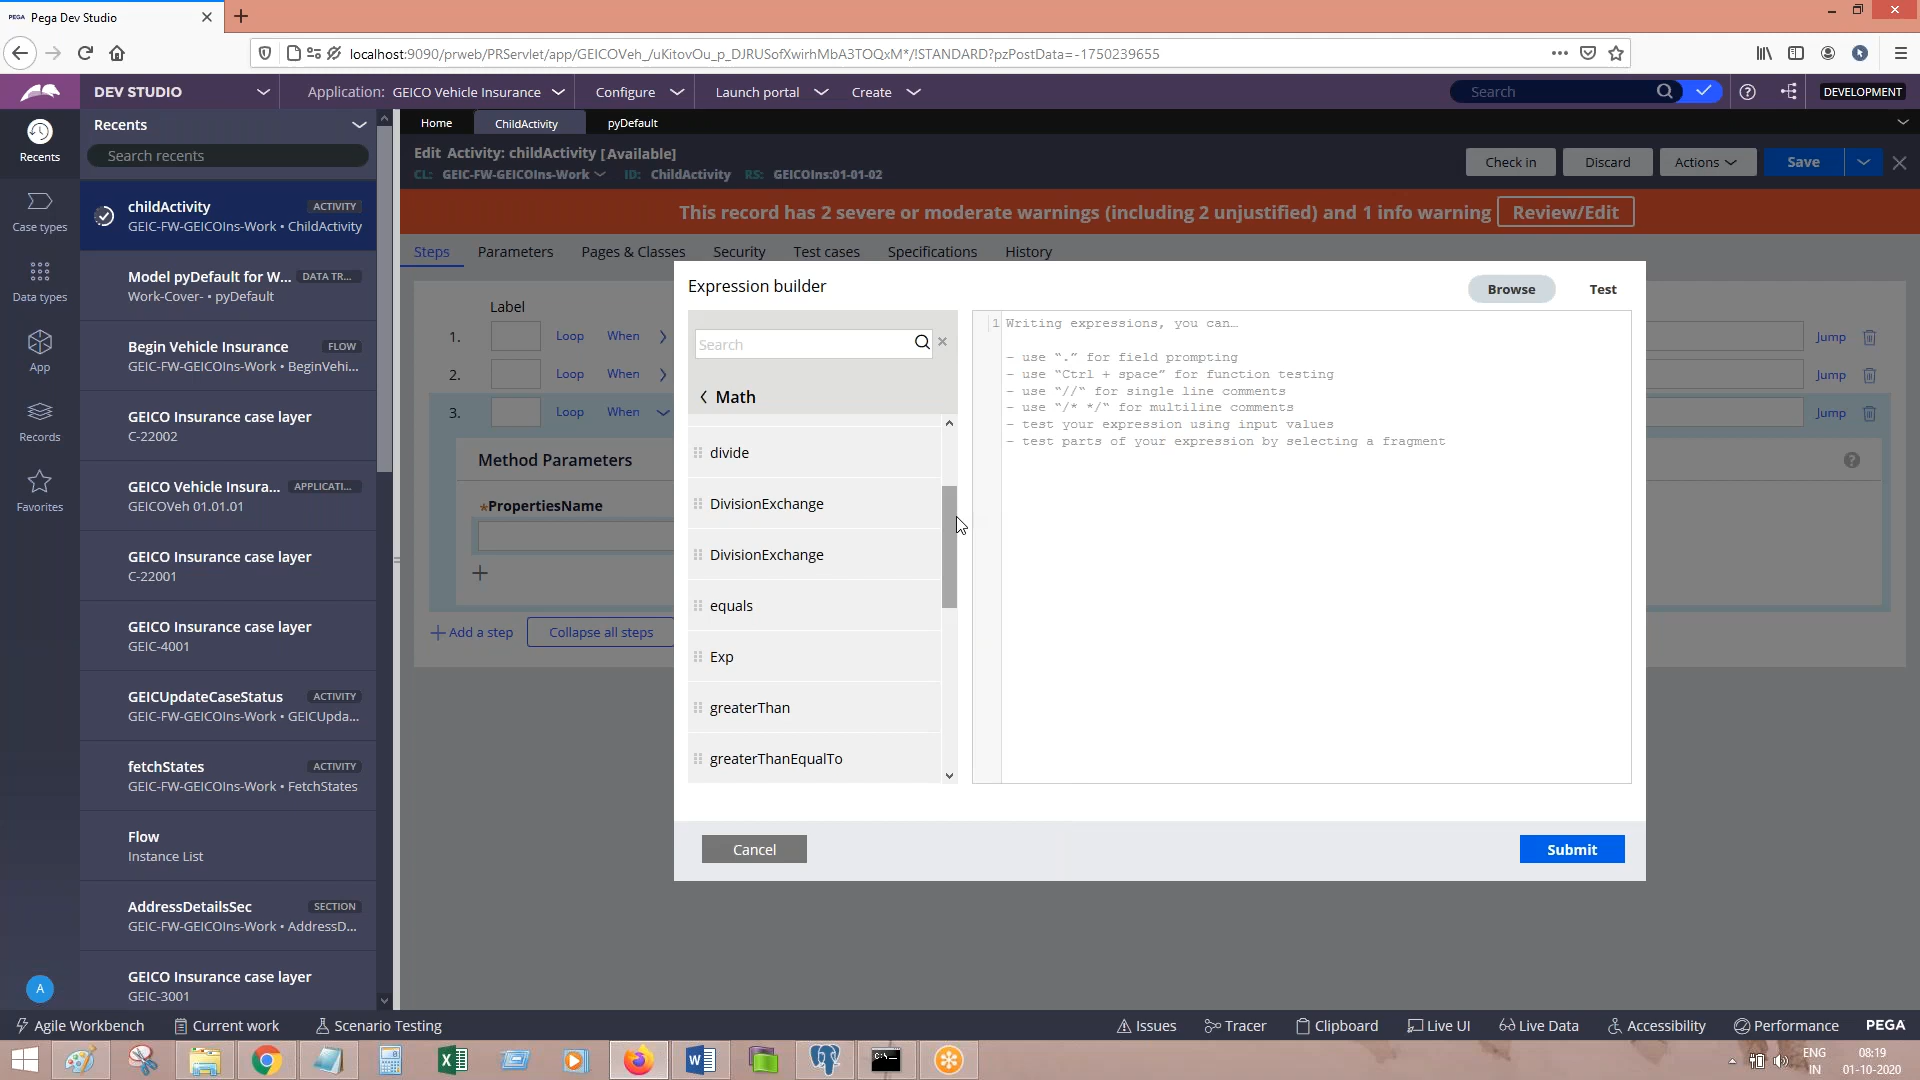 PEGA Pega Dev Studio
localhost:9090/prweb/PRServlet/app/GEICOVeh_/uKitovOu_p_DJRUSofXwirhMbA3TOQxM*/!STANDARD?pzPostData=-1750239655
DEV STUDIO
Application: GEICO Vehicle Insurance
Configure
Launch portal
Create
Search
DEVELOPMENT
Recents
Case types
Data types
App
Records
Favorites
A
Recents
Search recents
childActivity ACTIVITY
GEIC-FW-GEICOIns-Work • ChildActivity
Model pyDefault for W... DATA TR...
Work-Cover- • pyDefault
Begin Vehicle Insurance FLOW
GEIC-FW-GEICOIns-Work • BeginVehi...
GEICO Insurance case layer
C-22002
GEICO Vehicle Insura... APPLICATI...
GEICOVeh 01.01.01
GEICO Insurance case layer
C-22001
GEICO Insurance case layer
GEIC-4001
GEICUpdateCaseStatus ACTIVITY
GEIC-FW-GEICOIns-Work • GEICUpda...
fetchStates ACTIVITY
GEIC-FW-GEICOIns-Work • FetchStates
Flow
Instance List
AddressDetailsSec SECTION
GEIC-FW-GEICOIns-Work • AddressD...
GEICO Insurance case layer
GEIC-3001
Home ChildActivity pyDefault
Edit Activity: childActivity [Available]
CL: GEIC-FW-GEICOIns-Work ID: ChildActivity RS: GEICOIns:01-01-02
Check in Discard Actions Save
This record has 2 severe or moderate warnings (including 2 unjustified) and 1 info warning Review/Edit
Steps Parameters Pages & Classes Security Test cases Specifications History
Label
1. Loop When Jump
2. Loop When Jump
3. Loop When Jump
Method Parameters
*PropertiesName
+ Add a step Collapse all steps
Expression builder
Browse Test
Search
Math
divide
DivisionExchange
DivisionExchange
equals
Exp
greaterThan
greaterThanEqualTo
1 Writing expressions, you can…
- use “.” for field prompting
- use “Ctrl + space” for function testing
- use “//“ for single line comments
- use “/* */“ for multiline comments
- test your expression using input values
- test parts of your expression by selecting a fragment
Cancel Submit
Agile Workbench Current work Scenario Testing
Issues Tracer Clipboard Live UI Live Data Accessibility Performance PEGA
ENG
IN
08:19
01-10-2020